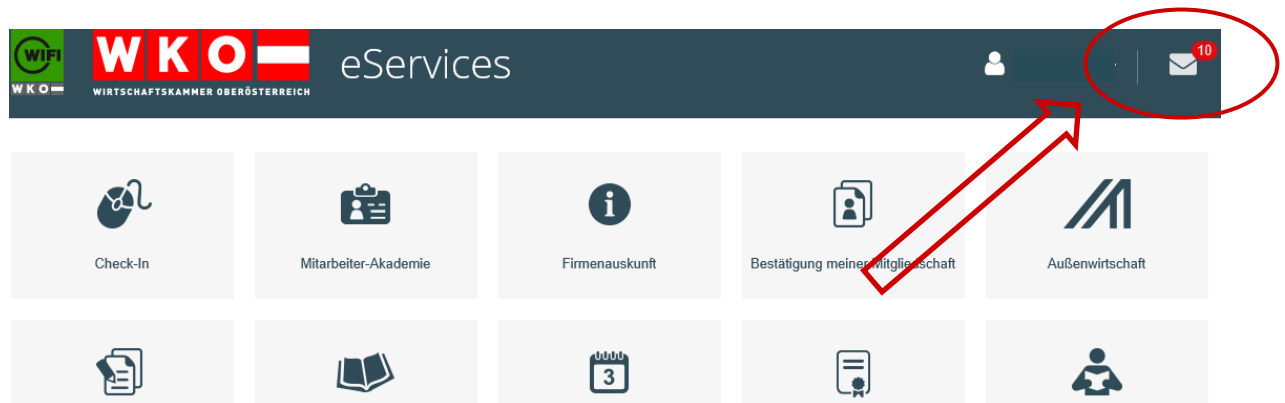 WIFI
WKO
WKO
WIRTSCHAFTSKAMMER OBERÖSTERREICH
eServices
10
Check-In
Mitarbeiter-Akademie
Firmenauskunft
Bestätigung meiner Mitgliedschaft
Außenwirtschaft
3